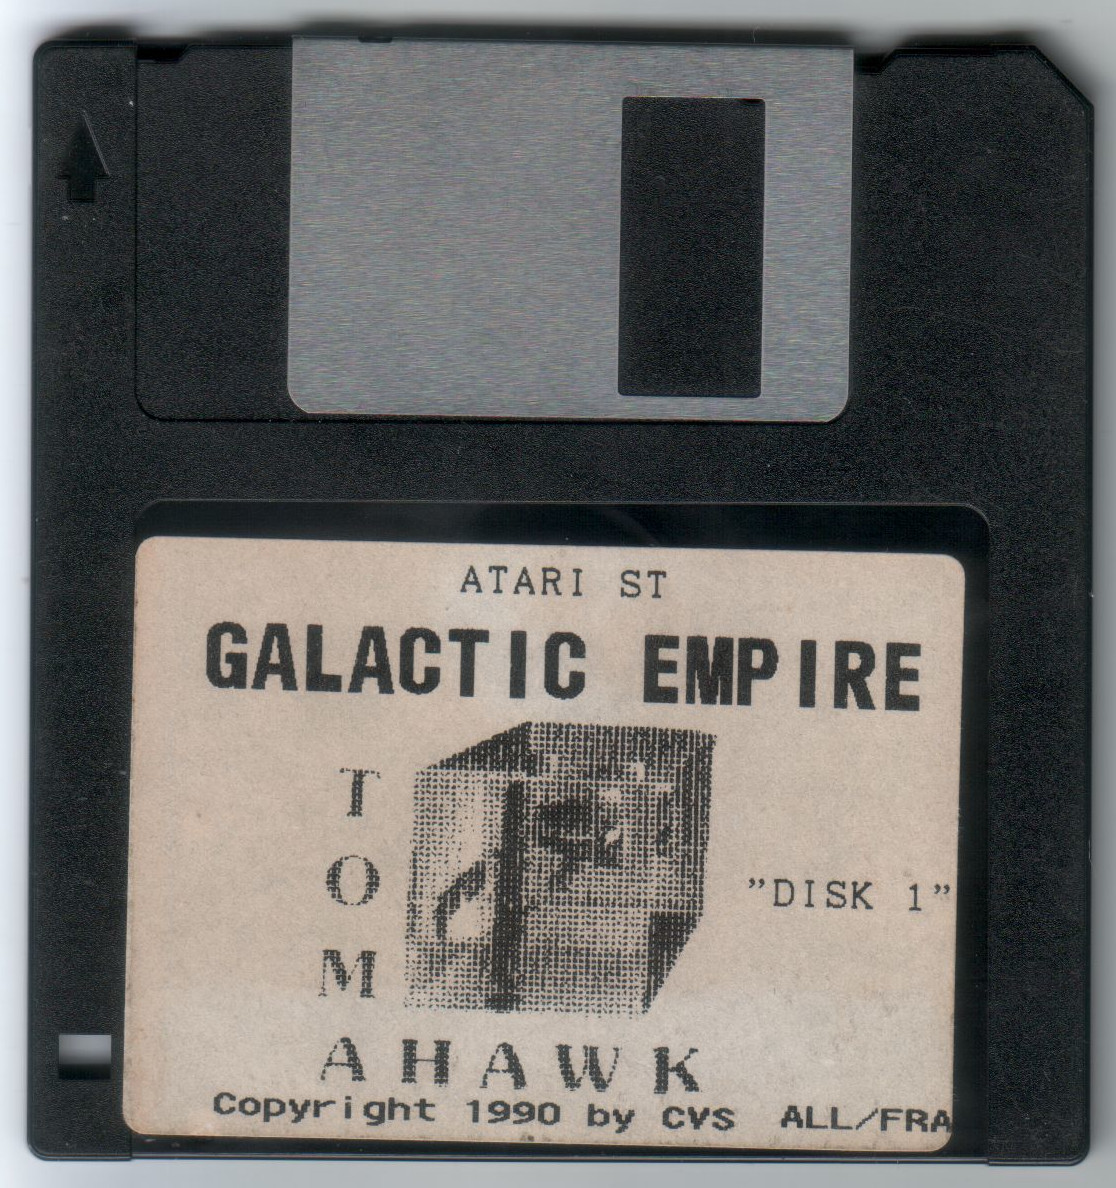 ATARI ST
GALACTIC EMPIRE
T
O
M
AHAWK
"DISK 1"
Copyright 1990 by CVS ALL/FRA